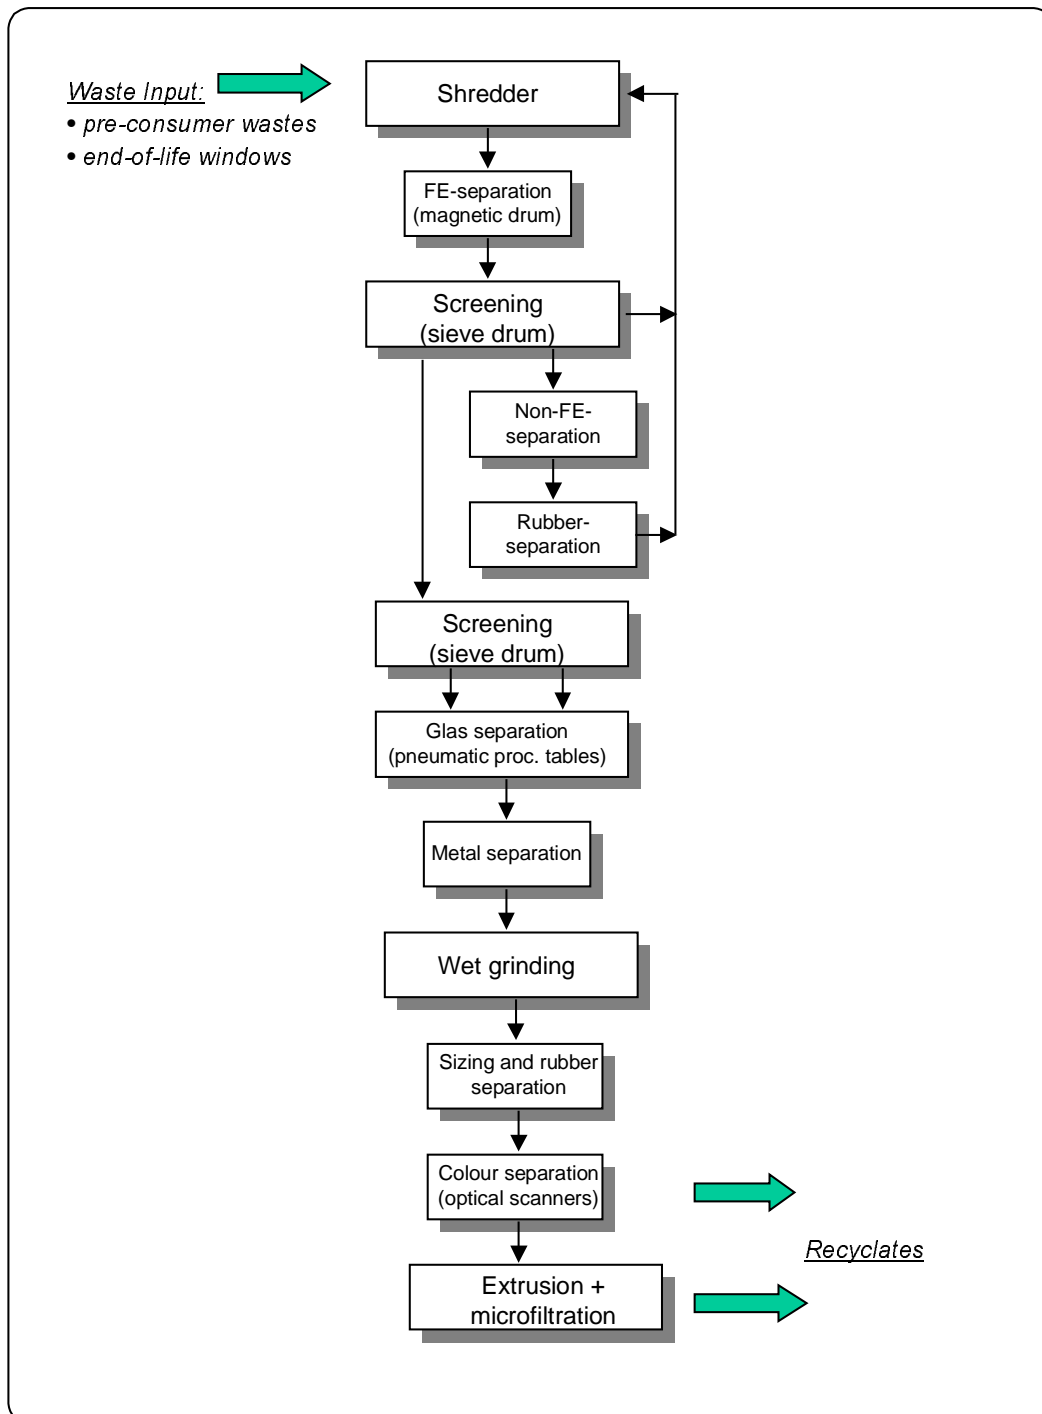 Waste Input:
• pre-consumer wastes
• end-of-life windows
Shredder
FE-separation
(magnetic drum)
Screening
(sieve drum)
Non-FE-
separation
Rubber-
separation
Screening
(sieve drum)
Glas separation
(pneumatic proc. tables)
Metal separation
Wet grinding
Sizing and rubber
separation
Colour separation
(optical scanners)
Recyclates
Extrusion +
microfiltration